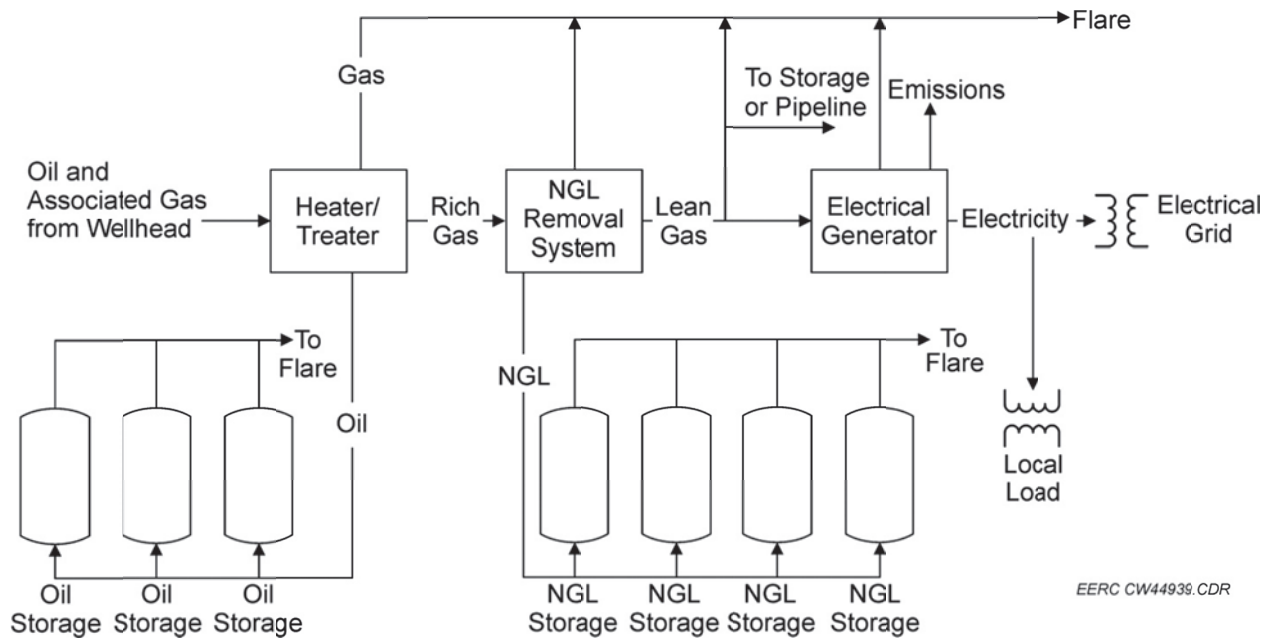 Flare
Gas
To Storage
or Pipeline
Emissions
Oil and
Associated Gas
from Wellhead
Heater/
Treater
Rich
Gas
NGL
Removal
System
Lean
Gas
Electrical
Generator
Electricity
Electrical
Grid
To
Flare
Oil
NGL
To
Flare
Local
Load
Oil
Storage
Oil
Storage
Oil
Storage
NGL
Storage
NGL
Storage
NGL
Storage
NGL
Storage
EERC CW44939.CDR